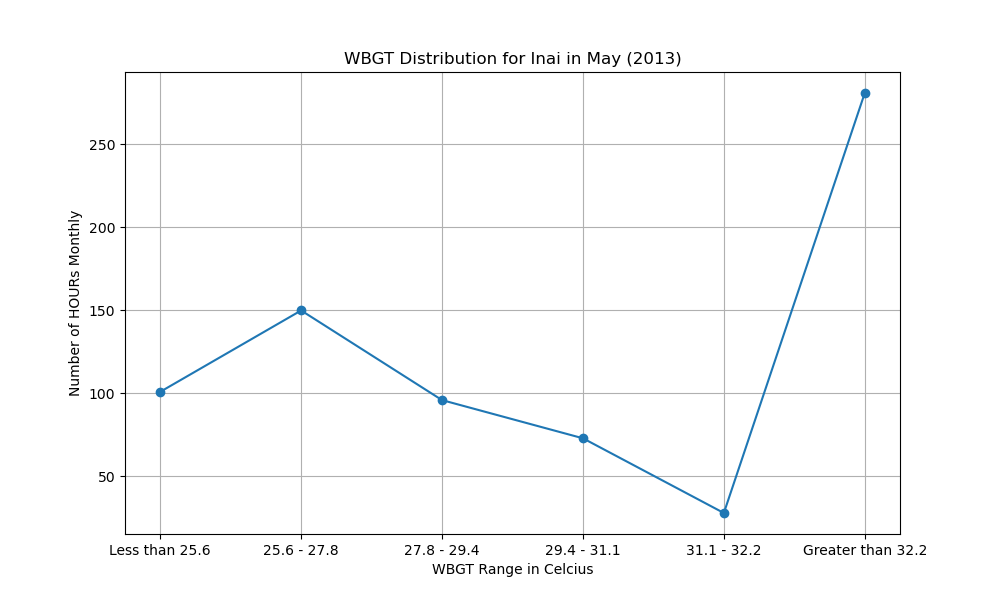 WBGT Distribution for Inai in May (2013)
Number of HOURs Monthly
250
200
150
100
50
Less than 25.6
25.6 - 27.8
27.8 - 29.4
29.4 - 31.1
31.1 - 32.2
Greater than 32.2
WBGT Range in Celcius